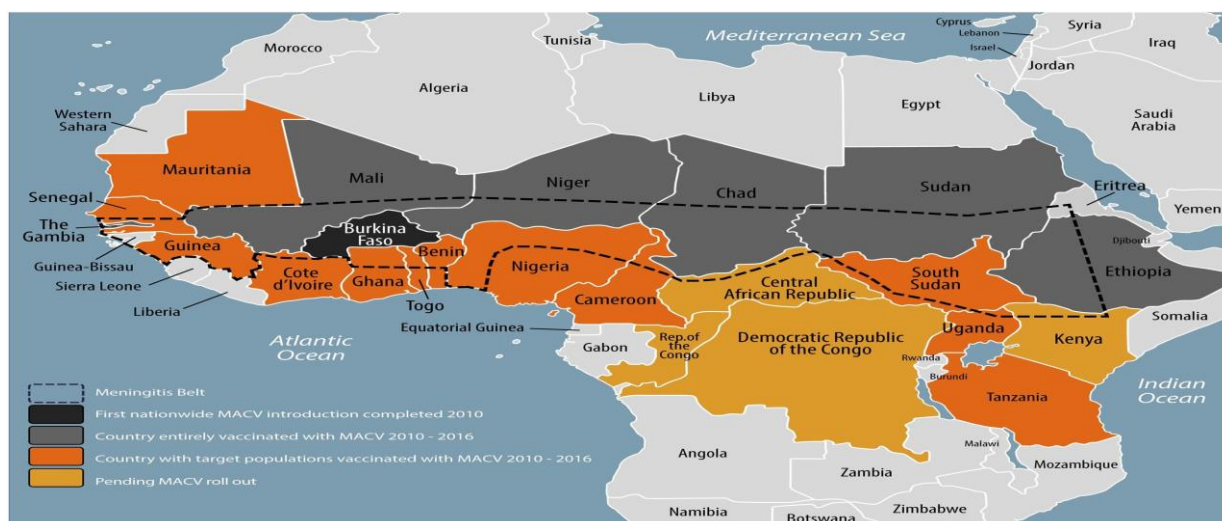 Morocco
Tunisia
Mediterranean Sea
Cyprus
Lebanon
Israel
Syria
Iraq
Jordan
Algeria
Libya
Egypt
Saudi
Arabia
Western
Sahara
Mauritania
Mali
Niger
Chad
Sudan
Eritrea
Yemen
Senegal
The
Gambia
Guinea-Bissau
Guinea
Sierra Leone
Liberia
Burkina
Faso
Cote
d'Ivoire
Ghana
Benin
Togo
Nigeria
Cameroon
Central
African Republic
South
Sudan
Djibouti
Ethiopia
Somalia
Equatorial Guinea
Gabon
Rep.of
the
Congo
Democratic Republic
of the Congo
Uganda
Kenya
Rwanda
Burundi
Tanzania
Atlantic
Ocean
Indian
Ocean
Angola
Zambia
Malawi
Mozambique
Namibia
Botswana
Zimbabwe
Meningitis Belt
First nationwide MACV introduction completed 2010
Country entirely vaccinated with MACV 2010 - 2016
Country with target populations vaccinated with MACV 2010 - 2016
Pending MACV roll out